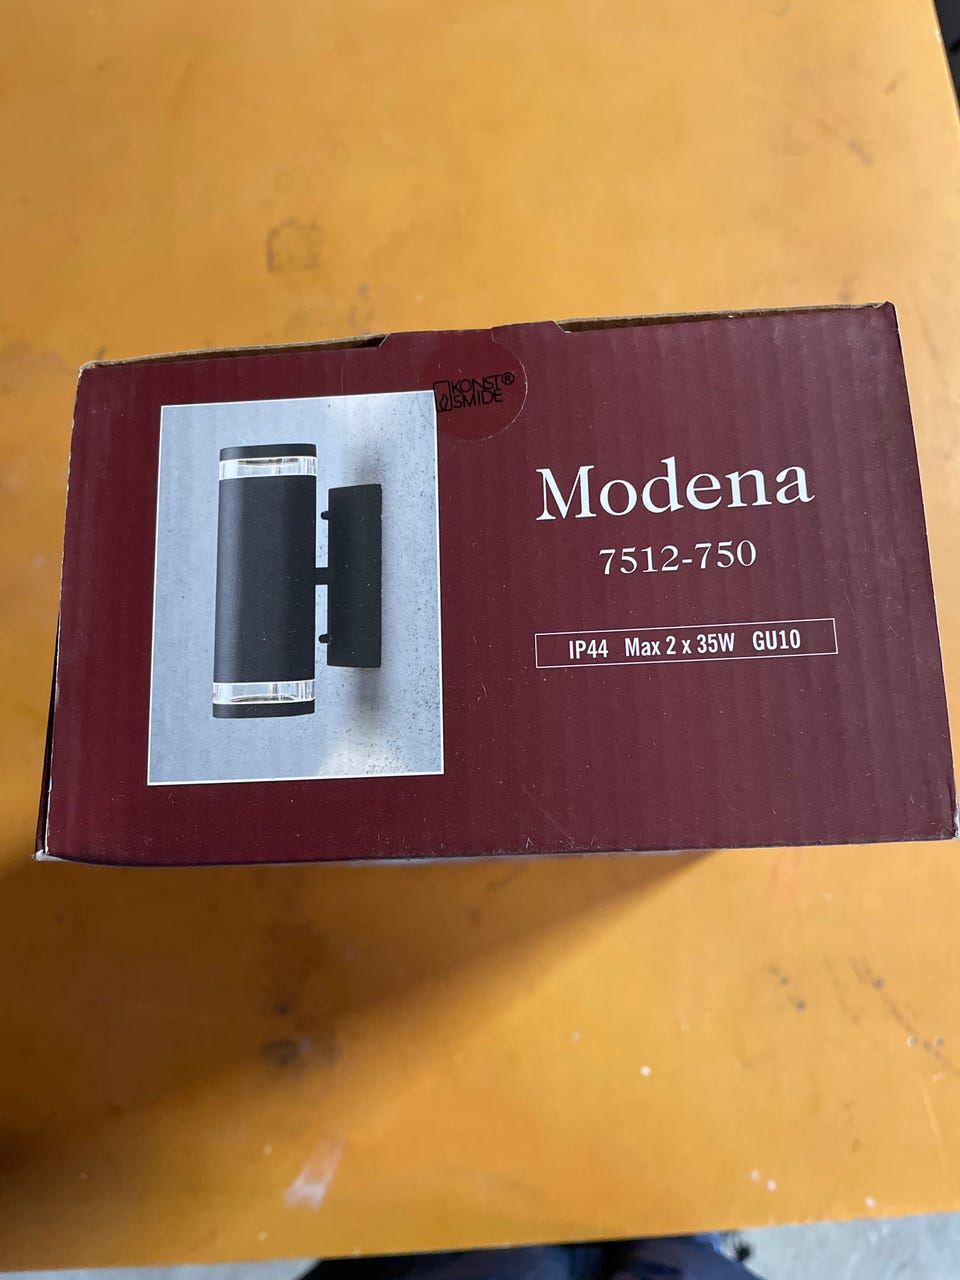 KONST®
SMIDE
Modena
7512-750
IP44 Max 2 x 35W GU10